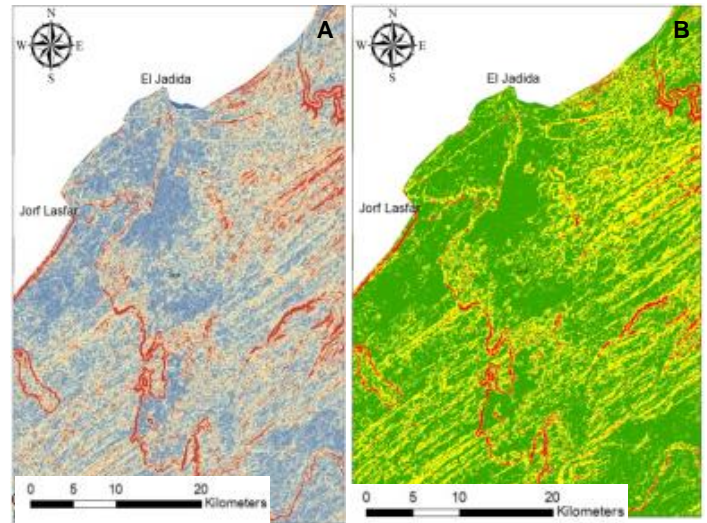 A
N
W E
S
El Jadida
Jorf Lasfar
0 5 10 20
Kilometers
B
N
W E
S
El Jadida
Jorf Lasfar
0 5 10 20
Kilometers